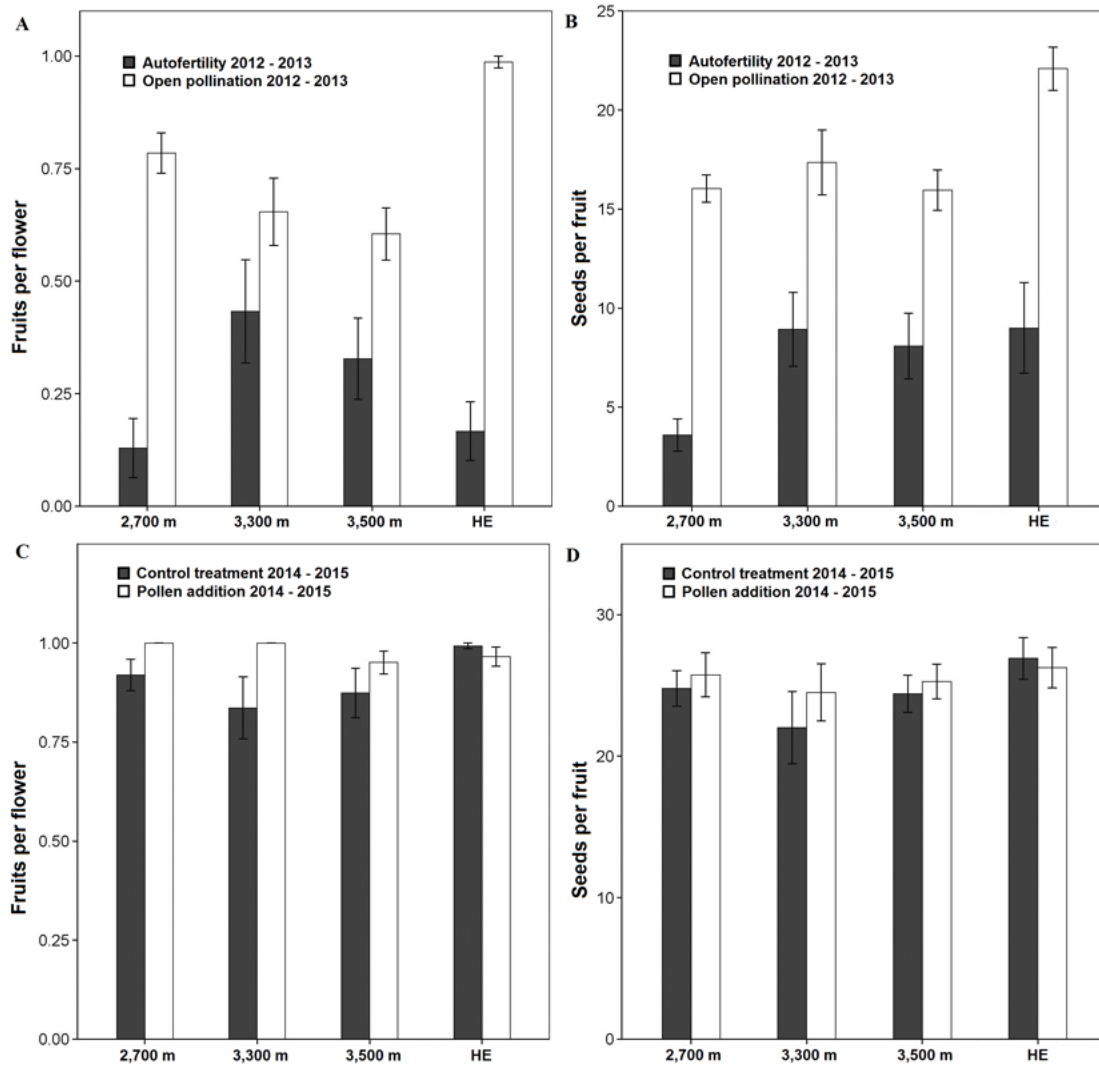 A
Autofertility 2012 - 2013
Open pollination 2012 - 2013
Fruits per flower
1.00
0.75
0.50
0.25
0.00
2,700 m
3,300 m
3,500 m
HE
B
Autofertility 2012 - 2013
Open pollination 2012 - 2013
Seeds per fruit
25
20
15
10
5
0
2,700 m
3,300 m
3,500 m
HE
C
Control treatment 2014 - 2015
Pollen addition 2014 - 2015
Fruits per flower
1.00
0.75
0.50
0.25
0.00
2,700 m
3,300 m
3,500 m
HE
D
Control treatment 2014 - 2015
Pollen addition 2014 - 2015
Seeds per fruit
30
20
10
0
2,700 m
3,300 m
3,500 m
HE